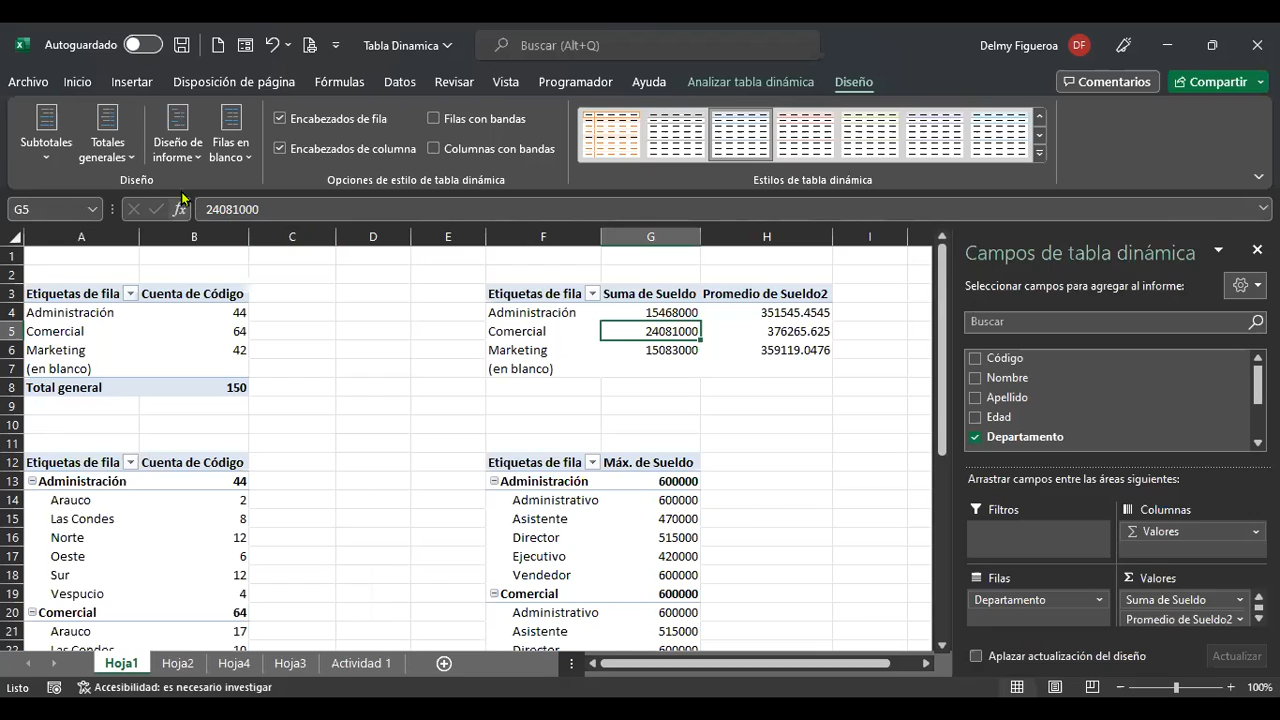 Autoguardado
Tabla Dinamica
Buscar (Alt+Q)
Delmy Figueroa
DF
Archivo Inicio Insertar Disposición de página Fórmulas Datos Revisar Vista Programador Ayuda Analizar tabla dinámica Diseño
Comentarios
Compartir
Subtotales
Totales generales
Diseño de informe
Filas en blanco
Encabezados de fila
Filas con bandas
Encabezados de columna
Columnas con bandas
Diseño
Opciones de estilo de tabla dinámica
Estilos de tabla dinámica
G5
fx
24081000
A B C D E F G H I
1
2
3 Etiquetas de fila Cuenta de Código Etiquetas de fila Suma de Sueldo Promedio de Sueldo2
4 Administración 44 Administración 15468000 351545.4545
5 Comercial 64 Comercial 24081000 376265.625
6 Marketing 42 Marketing 15083000 359119.0476
7 (en blanco) (en blanco)
8 Total general 150
9
10
11
12 Etiquetas de fila Cuenta de Código Etiquetas de fila Máx. de Sueldo
13 Administración 44 Administración 600000
14 Arauco 2 Administrativo 600000
15 Las Condes 8 Asistente 470000
16 Norte 12 Director 515000
17 Oeste 6 Ejecutivo 420000
18 Sur 12 Vendedor 600000
19 Vespucio 4 Comercial 600000
20 Comercial 64 Administrativo 600000
21 Arauco 17 Asistente 515000
22 Las Condes 10 Director 515000
Campos de tabla dinámica
Seleccionar campos para agregar al informe:
Buscar
Código
Nombre
Apellido
Edad
Departamento
Arrastrar campos entre las áreas siguientes:
Filtros
Columnas
Σ Valores
Filas
Σ Valores
Departamento
Suma de Sueldo
Promedio de Sueldo2
Aplazar actualización del diseño
Actualizar
Hoja1 Hoja2 Hoja4 Hoja3 Actividad 1
Listo
Accesibilidad: es necesario investigar
100%